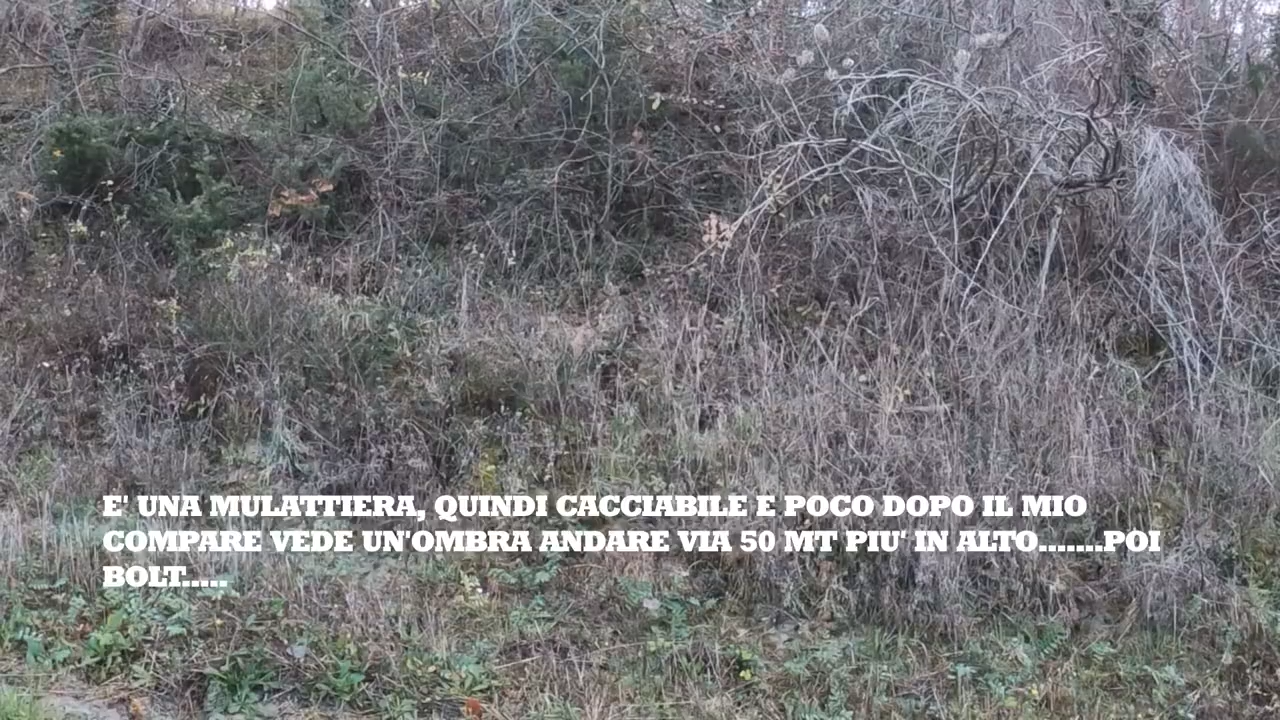 E' UNA MULATTIERA, QUINDI CACCIABILE E POCO DOPO IL MIO
COMPARE VEDE UN'OMBRA ANDARE VIA 50 MT PIU' IN ALTO.......POI
BOLT.....